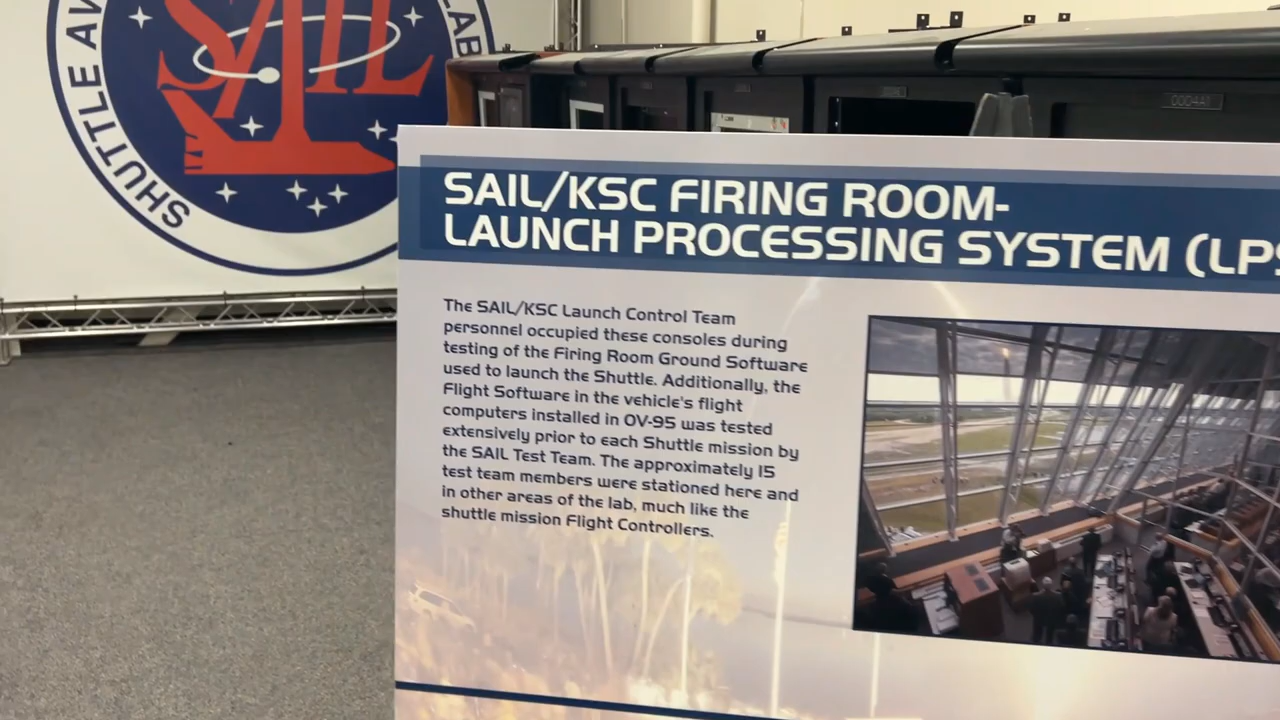 SHUTTLE AV
LAB
SAIL
0004A1
SAIL/KSC FIRING ROOM-
LAUNCH PROCESSING SYSTEM (LPS
The SAIL/KSC Launch Control Team
personnel occupied these consoles during
testing of the Firing Room Ground Software
used to launch the Shuttle. Additionally, the
Flight Software in the vehicle's flight
computers installed in OV-95 was tested
extensively prior to each Shuttle mission by
the SAIL Test Team. The approximately 15
test team members were stationed here and
in other areas of the lab, much like the
shuttle mission Flight Controllers.